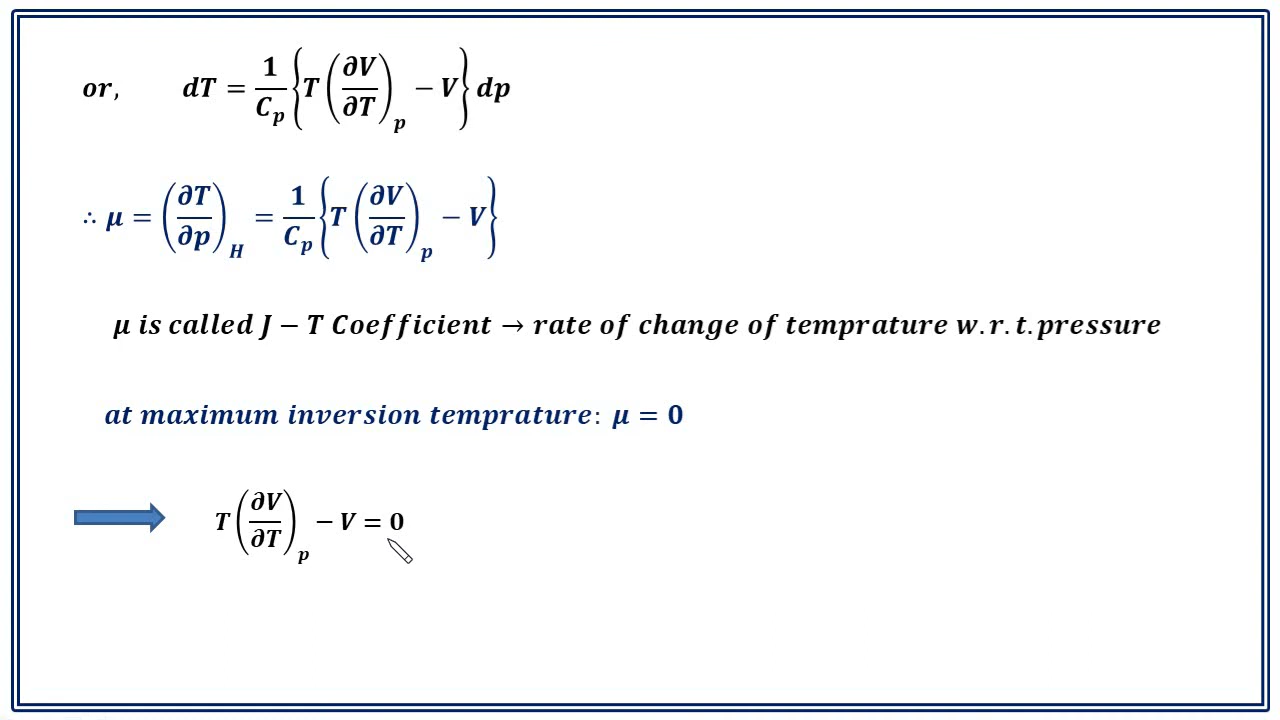 or, dT = 1/C_p {T (∂V/∂T)_p − V} dp
∴ μ = (∂T/∂p)_H = 1/C_p {T (∂V/∂T)_p − V}
μ is called J − T Coefficient → rate of change of temprature w.r.t.pressure
at maximum inversion temprature: μ = 0
T (∂V/∂T)_p − V = 0